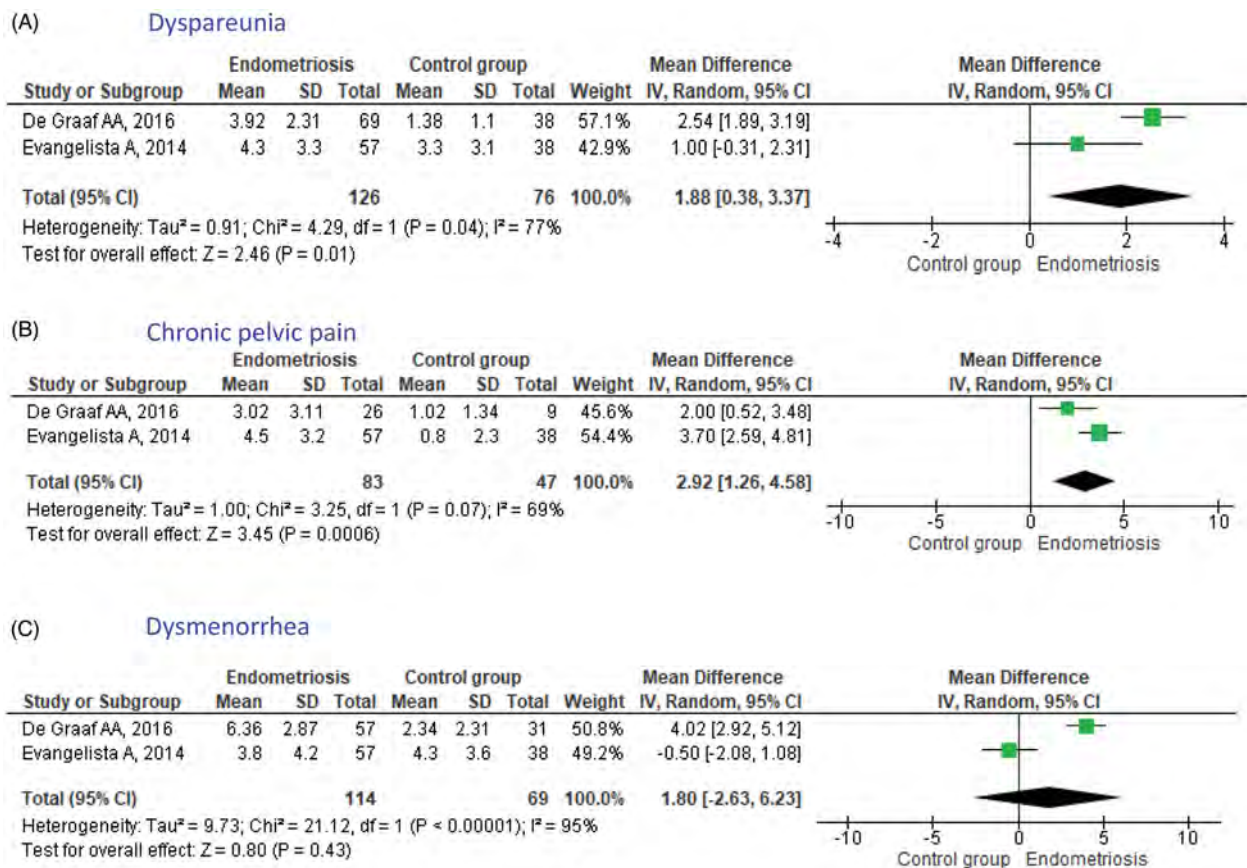 (A) Dyspareunia
Endometriosis Control group Mean Difference Mean Difference
Study or Subgroup Mean SD Total Mean SD Total Weight IV, Random, 95% CI IV, Random, 95% CI
De Graaf AA, 2016 3.92 2.31 69 1.38 1.1 38 57.1% 2.54 [1.89, 3.19]
Evangelista A, 2014 4.3 3.3 57 3.3 3.1 38 42.9% 1.00 [-0.31, 2.31]
Total (95% CI) 126 76 100.0% 1.88 [0.38, 3.37]
Heterogeneity: Tau² = 0.91; Chi² = 4.29, df = 1 (P = 0.04); I² = 77%
Test for overall effect: Z = 2.46 (P = 0.01)
-4 -2 0 2 4
Control group Endometriosis
(B) Chronic pelvic pain
Endometriosis Control group Mean Difference Mean Difference
Study or Subgroup Mean SD Total Mean SD Total Weight IV, Random, 95% CI IV, Random, 95% CI
De Graaf AA, 2016 3.02 3.11 26 1.02 1.34 9 45.6% 2.00 [0.52, 3.48]
Evangelista A, 2014 4.5 3.2 57 0.8 2.3 38 54.4% 3.70 [2.59, 4.81]
Total (95% CI) 83 47 100.0% 2.92 [1.26, 4.58]
Heterogeneity: Tau² = 1.00; Chi² = 3.25, df = 1 (P = 0.07); I² = 69%
Test for overall effect: Z = 3.45 (P = 0.0006)
-10 -5 0 5 10
Control group Endometriosis
(C) Dysmenorrhea
Endometriosis Control group Mean Difference Mean Difference
Study or Subgroup Mean SD Total Mean SD Total Weight IV, Random, 95% CI IV, Random, 95% CI
De Graaf AA, 2016 6.36 2.87 57 2.34 2.31 31 50.8% 4.02 [2.92, 5.12]
Evangelista A, 2014 3.8 4.2 57 4.3 3.6 38 49.2% -0.50 [-2.08, 1.08]
Total (95% CI) 114 69 100.0% 1.80 [-2.63, 6.23]
Heterogeneity: Tau² = 9.73; Chi² = 21.12, df = 1 (P < 0.00001); I² = 95%
Test for overall effect: Z = 0.80 (P = 0.43)
-10 -5 0 5 10
Control group Endometriosis